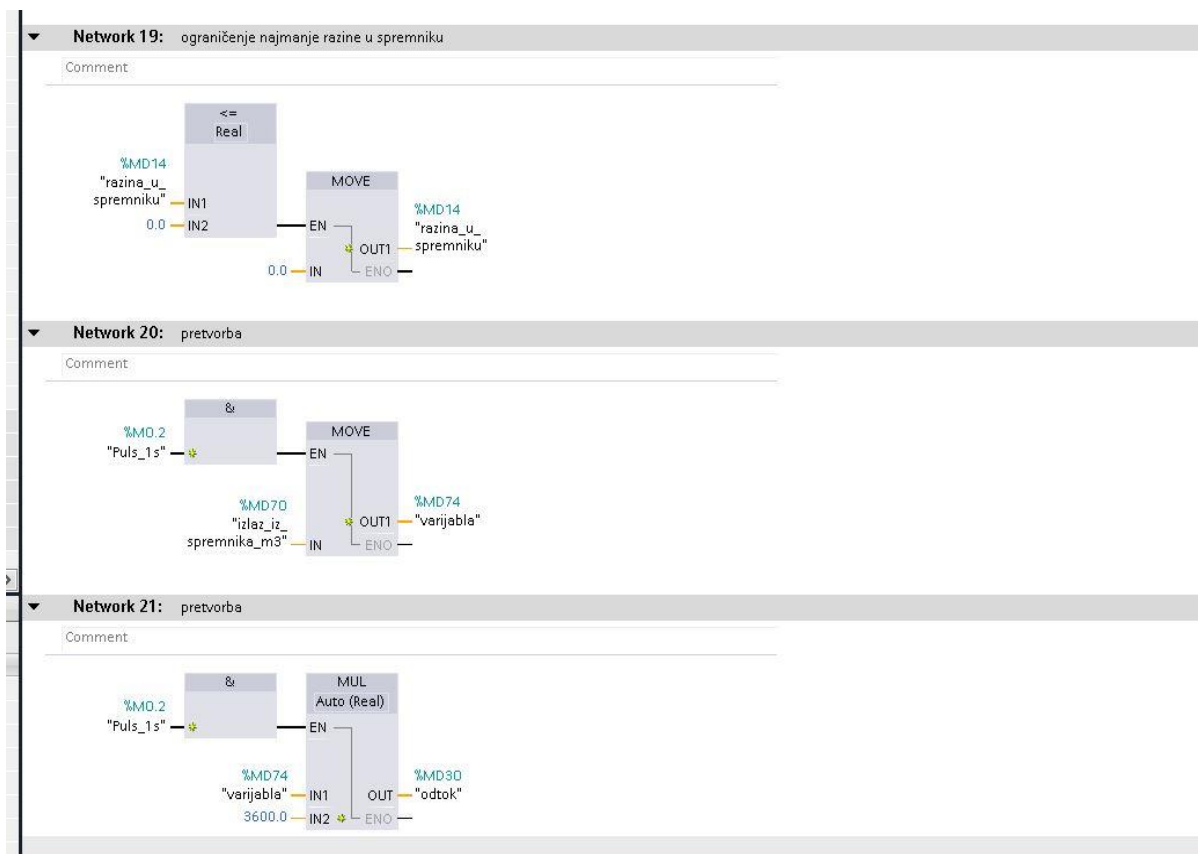 Network 19: ograničenje najmanje razine u spremniku
Comment
<=
Real
%MD14
"razina_u_
spremniku"
IN1
0.0
IN2
MOVE
EN
%MD14
"razina_u_
spremniku"
OUT1
0.0
IN
ENO
Network 20: pretvorba
Comment
&
%M0.2
"Puls_1s"
MOVE
EN
%MD70
"izlaz_iz_
spremnika_m3"
IN
%MD74
"varijabla"
OUT1
ENO
Network 21: pretvorba
Comment
&
%M0.2
"Puls_1s"
MUL
Auto (Real)
EN
%MD74
"varijabla"
IN1
%MD30
"odtok"
OUT
3600.0
IN2
ENO